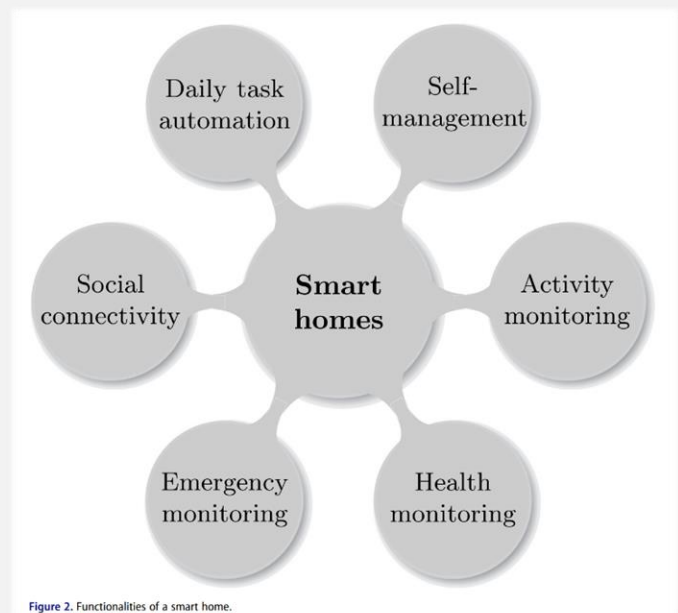 Daily task
automation
Self-
management
Social
connectivity
Smart
homes
Activity
monitoring
Emergency
monitoring
Health
monitoring
Figure 2. Functionalities of a smart home.